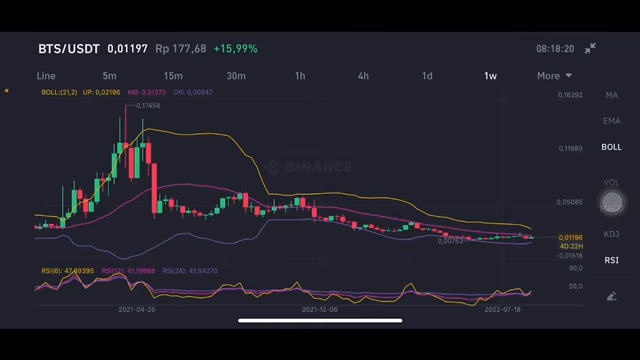 BTS/USDT 0,01197 Rp 177,68 +15,99% 08:18:20
Line 5m 15m 30m 1h 4h 1d 1w More
BOLL:(21,2) UP: 0,02196 MB: 0,01372 DN: 0,00547
0,18292
MA
0,17458
EMA
0,11689
BOLL
BINANCE
VOL
0,05085
KDJ
0,01196
4D:22H
0,00763
-0,01518
RSI
RSI(6): 47,09395 RSI(12): 41,19668 RSI(24): 41,94270
90,0
50,0
2021-04-26 2021-12-06 2022-07-18